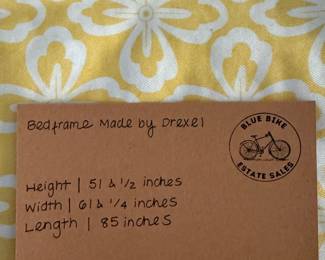 Bedframe Made by Drexel
BLUE BIKE
ESTATE SALES
Height | 51 & 1/2 inches
Width | 61 & 1/4 inches
Length | 85 inches